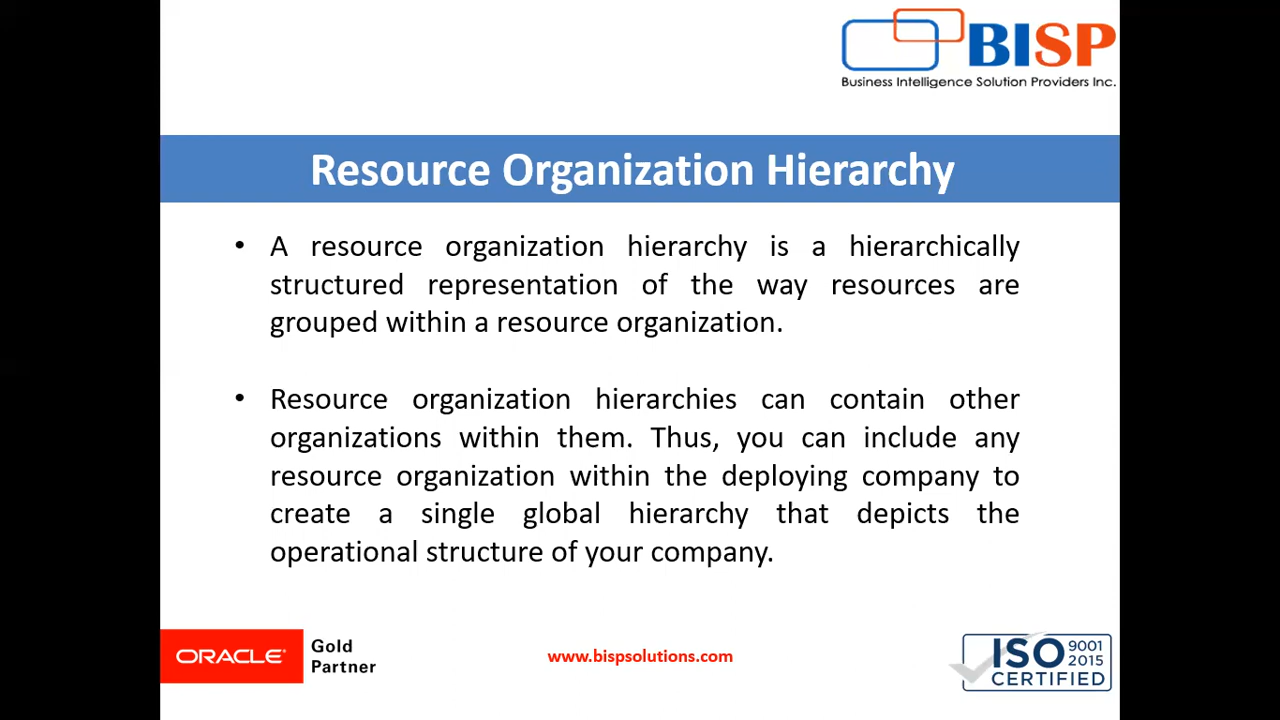 BISP
Business Intelligence Solution Providers Inc.
Resource Organization Hierarchy
• A resource organization hierarchy is a hierarchically
structured representation of the way resources are
grouped within a resource organization.
• Resource organization hierarchies can contain other
organizations within them. Thus, you can include any
resource organization within the deploying company to
create a single global hierarchy that depicts the
operational structure of your company.
ORACLE®
Gold
Partner
www.bispsolutions.com
ISO 9001
2015
CERTIFIED